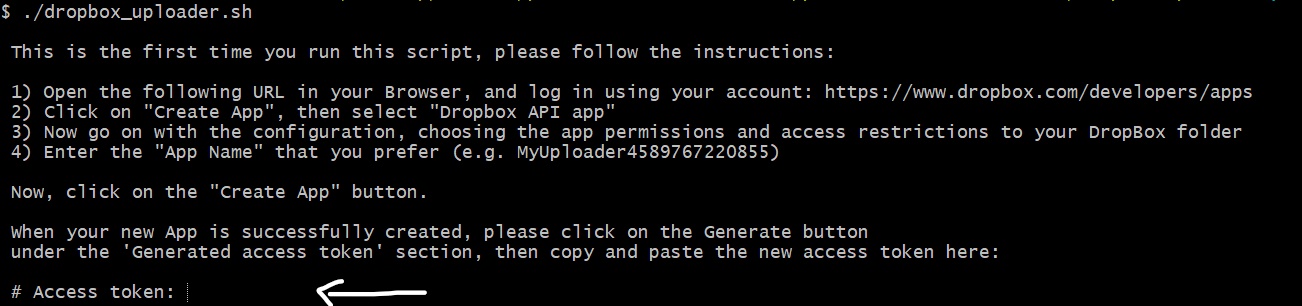 $ ./dropbox_uploader.sh
This is the first time you run this script, please follow the instructions:
1) Open the following URL in your Browser, and log in using your account: https://www.dropbox.com/developers/apps
2) Click on "Create App", then select "Dropbox API app"
3) Now go on with the configuration, choosing the app permissions and access restrictions to your DropBox folder
4) Enter the "App Name" that you prefer (e.g. MyUploader4589767220855)
Now, click on the "Create App" button.
When your new App is successfully created, please click on the Generate button
under the 'Generated access token' section, then copy and paste the new access token here:
# Access token: